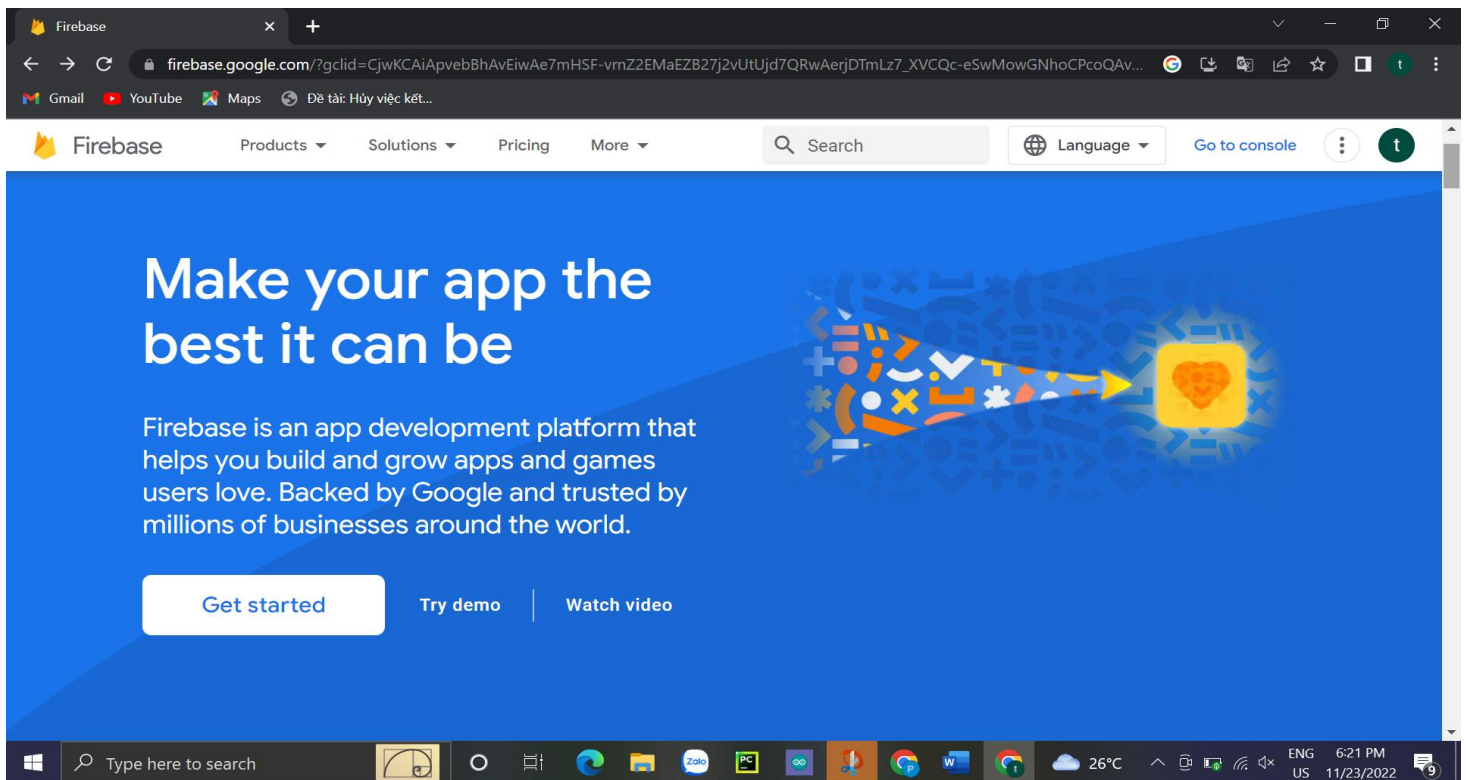 Firebase
firebase.google.com/?gclid=CjwKCAiApvebBhAvEiwAe7mHSF-vrnZ2EMaEZB27j2vUtUjd7QRwAerjDTmLz7_XVCQc-eSwMowGNhoCPcoQAv...
t
Gmail YouTube Maps Đề tài: Hủy việc kết...
Firebase Products Solutions Pricing More Search Language Go to console t
Make your app the
best it can be
Firebase is an app development platform that
helps you build and grow apps and games
users love. Backed by Google and trusted by
millions of businesses around the world.
Get started Try demo Watch video
Type here to search Zalo PC P W t 26°C ENG 6:21 PM
US 11/23/2022 9